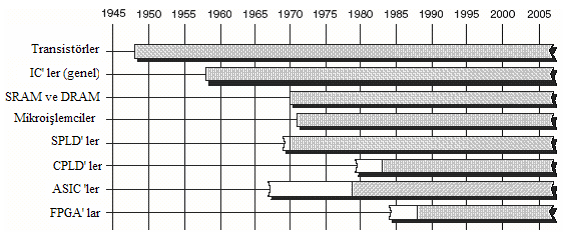 1945 1950 1955 1960 1965 1970 1975 1980 1985 1990 1995 2000 2005
Transistörler
IC' ler (genel)
SRAM ve DRAM
Mikroişlemciler
SPLD' ler
CPLD' ler
ASIC 'ler
FPGA' lar